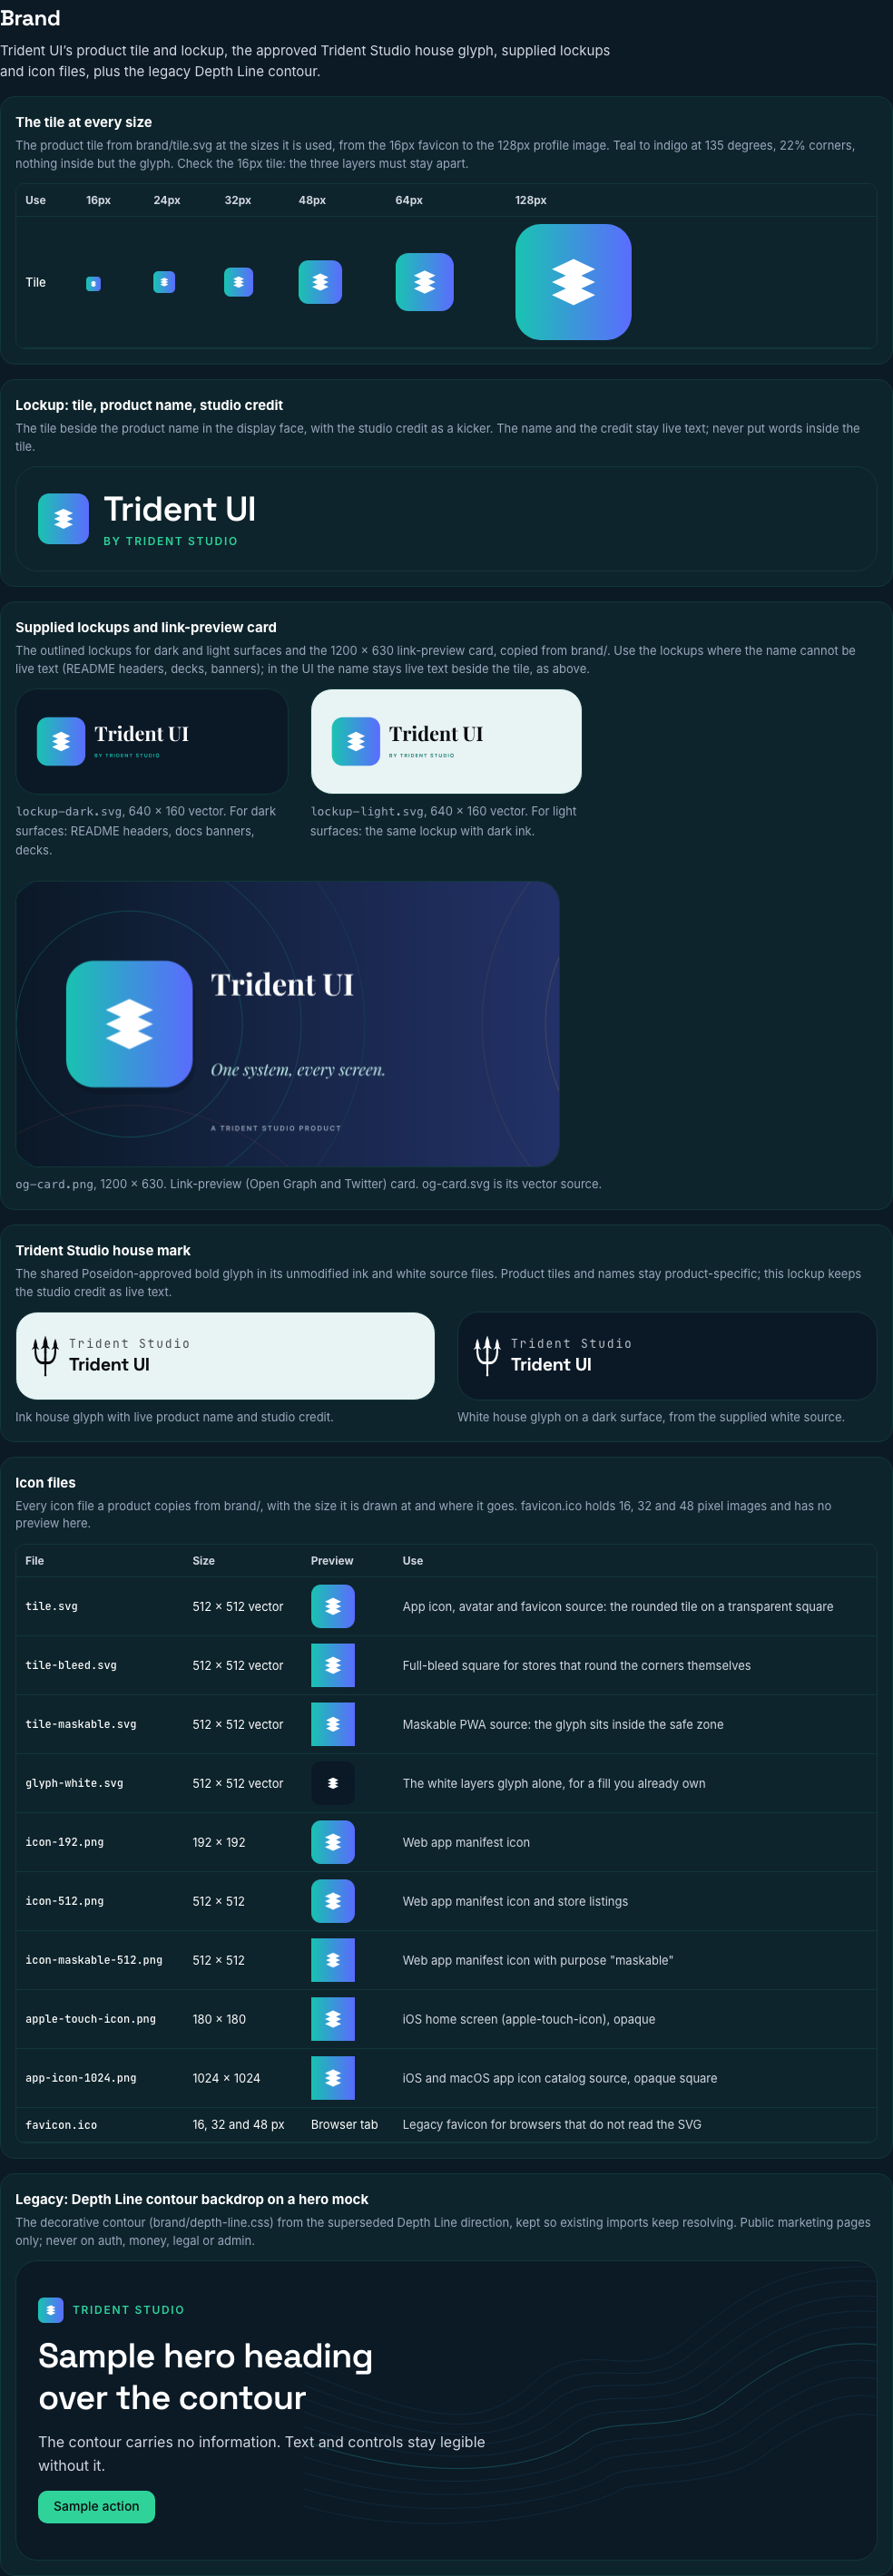 Brand
Trident UI's product tile and lockup, the approved Trident Studio house glyph, supplied lockups
and icon files, plus the legacy Depth Line contour.
The tile at every size
The product tile from brand/tile.svg at the sizes it is used, from the 16px favicon to the 128px profile image. Teal to indigo at 135 degrees, 22% corners,
nothing inside but the glyph. Check the 16px tile: the three layers must stay apart.
Use 16px 24px 32px 48px 64px 128px
Tile
Lockup: tile, product name, studio credit
The tile beside the product name in the display face, with the studio credit as a kicker. The name and the credit stay live text; never put words inside the
tile.
Trident UI
BY TRIDENT STUDIO
Supplied lockups and link-preview card
The outlined lockups for dark and light surfaces and the 1200 × 630 link-preview card, copied from brand/. Use the lockups where the name cannot be
live text (README headers, decks, banners); in the UI the name stays live text beside the tile, as above.
Trident UI
BY TRIDENT STUDIO
Trident UI
BY TRIDENT STUDIO
lockup-dark.svg, 640 × 160 vector. For dark
surfaces: README headers, docs banners,
decks.
lockup-light.svg, 640 × 160 vector. For light
surfaces: the same lockup with dark ink.
Trident UI
One system, every screen.
A TRIDENT STUDIO PRODUCT
og-card.png, 1200 × 630. Link-preview (Open Graph and Twitter) card. og-card.svg is its vector source.
Trident Studio house mark
The shared Poseidon-approved bold glyph in its unmodified ink and white source files. Product tiles and names stay product-specific; this lockup keeps
the studio credit as live text.
Trident Studio
Trident UI
Trident Studio
Trident UI
Ink house glyph with live product name and studio credit.
White house glyph on a dark surface, from the supplied white source.
Icon files
Every icon file a product copies from brand/, with the size it is drawn at and where it goes. favicon.ico holds 16, 32 and 48 pixel images and has no
preview here.
File Size Preview Use
tile.svg 512 × 512 vector App icon, avatar and favicon source: the rounded tile on a transparent square
tile-bleed.svg 512 × 512 vector Full-bleed square for stores that round the corners themselves
tile-maskable.svg 512 × 512 vector Maskable PWA source: the glyph sits inside the safe zone
glyph-white.svg 512 × 512 vector The white layers glyph alone, for a fill you already own
icon-192.png 192 × 192 Web app manifest icon
icon-512.png 512 × 512 Web app manifest icon and store listings
icon-maskable-512.png 512 × 512 Web app manifest icon with purpose "maskable"
apple-touch-icon.png 180 × 180 iOS home screen (apple-touch-icon), opaque
app-icon-1024.png 1024 × 1024 iOS and macOS app icon catalog source, opaque square
favicon.ico 16, 32 and 48 px Browser tab Legacy favicon for browsers that do not read the SVG
Legacy: Depth Line contour backdrop on a hero mock
The decorative contour (brand/depth-line.css) from the superseded Depth Line direction, kept so existing imports keep resolving. Public marketing pages
only; never on auth, money, legal or admin.
TRIDENT STUDIO
Sample hero heading
over the contour
The contour carries no information. Text and controls stay legible
without it.
Sample action